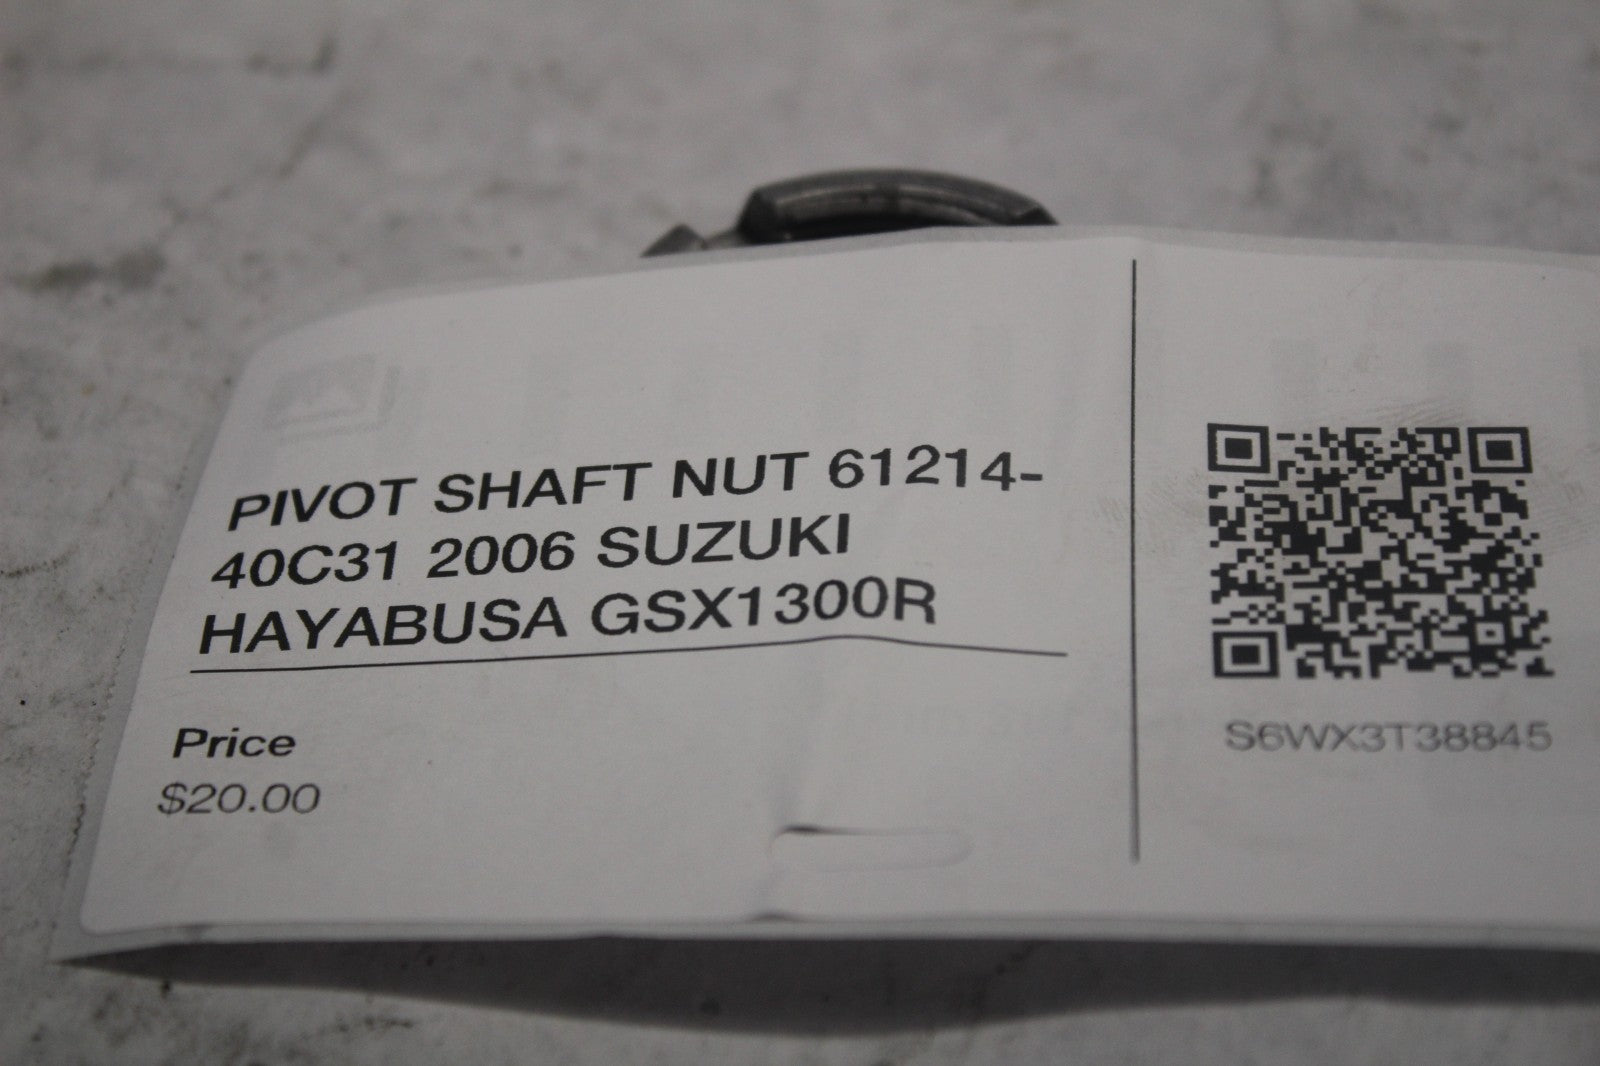 PIVOT SHAFT NUT 61214-
40C31 2006 SUZUKI
HAYABUSA GSX1300R
Price
$20.00
S6WX3T38845